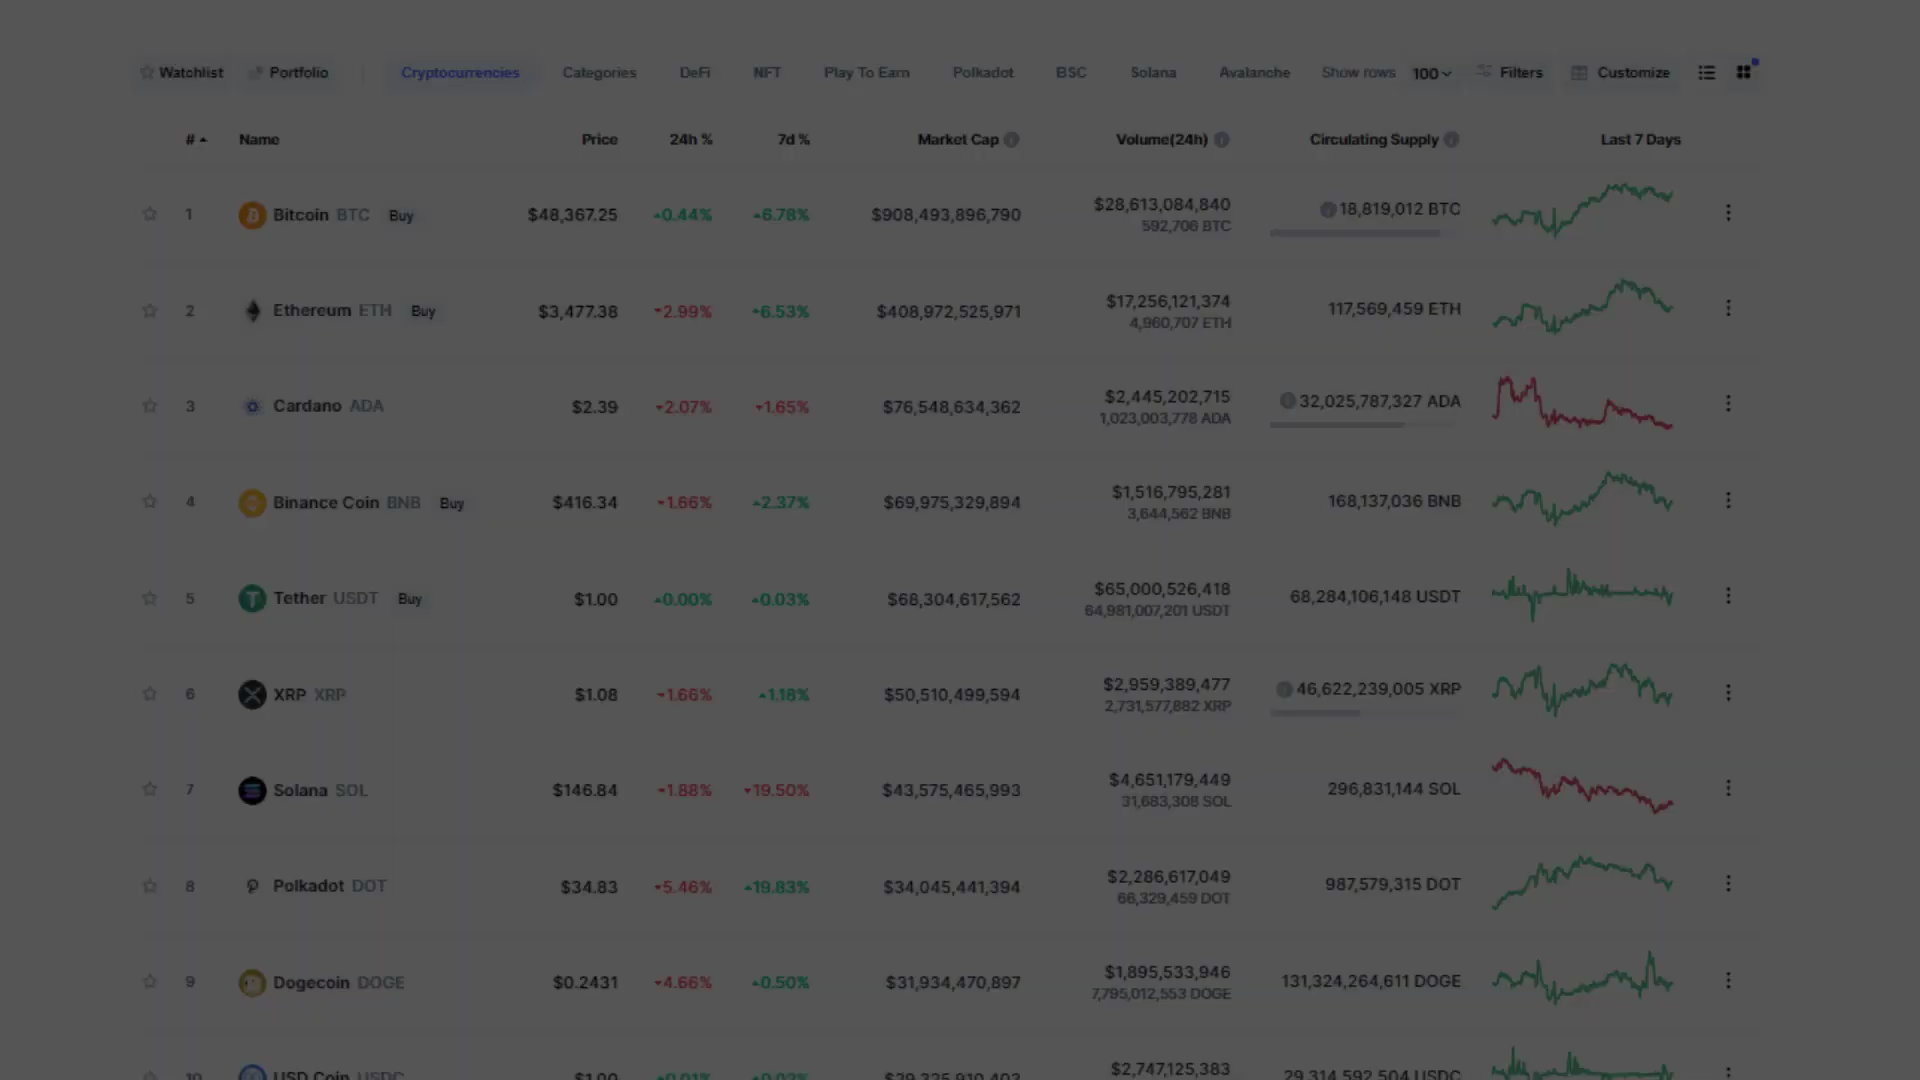 Watchlist Portfolio Cryptocurrencies Categories DeFi NFT Play To Earn Polkadot BSC Solana Avalanche Show rows 100 Filters Customize
# Name Price 24h % 7d % Market Cap Volume(24h) Circulating Supply Last 7 Days
1 Bitcoin BTC Buy $48,367.25 0.44% 6.78% $908,493,896,790 $28,613,084,840 18,819,012 BTC
592,706 BTC
2 Ethereum ETH Buy $3,477.38 2.99% 6.53% $408,972,525,971 $17,256,121,374 117,569,459 ETH
4,960,707 ETH
3 Cardano ADA $2.39 2.07% 1.65% $76,548,634,362 $2,445,202,715 32,025,787,327 ADA
1,023,003,778 ADA
4 Binance Coin BNB Buy $416.34 1.66% 2.37% $69,975,329,894 $1,516,795,281 168,137,036 BNB
3,644,562 BNB
5 Tether USDT Buy $1.00 0.00% 0.03% $68,304,617,562 $65,000,526,418 68,284,106,148 USDT
64,981,007,201 USDT
6 XRP XRP $1.08 1.66% 1.18% $50,510,499,594 $2,959,389,477 46,622,239,005 XRP
2,731,577,882 XRP
7 Solana SOL $146.84 1.88% 19.50% $43,575,465,993 $4,651,179,449 296,831,144 SOL
31,683,308 SOL
8 Polkadot DOT $34.83 5.46% 19.83% $34,045,441,394 $2,286,617,049 987,579,315 DOT
66,329,459 DOT
9 Dogecoin DOGE $0.2431 4.66% 0.50% $31,934,470,897 $1,895,533,946 131,324,264,611 DOGE
7,795,012,553 DOGE
10 USD Coin USDC $1.00 0.01% $2,747,125,383 29,314,592,504 USDC